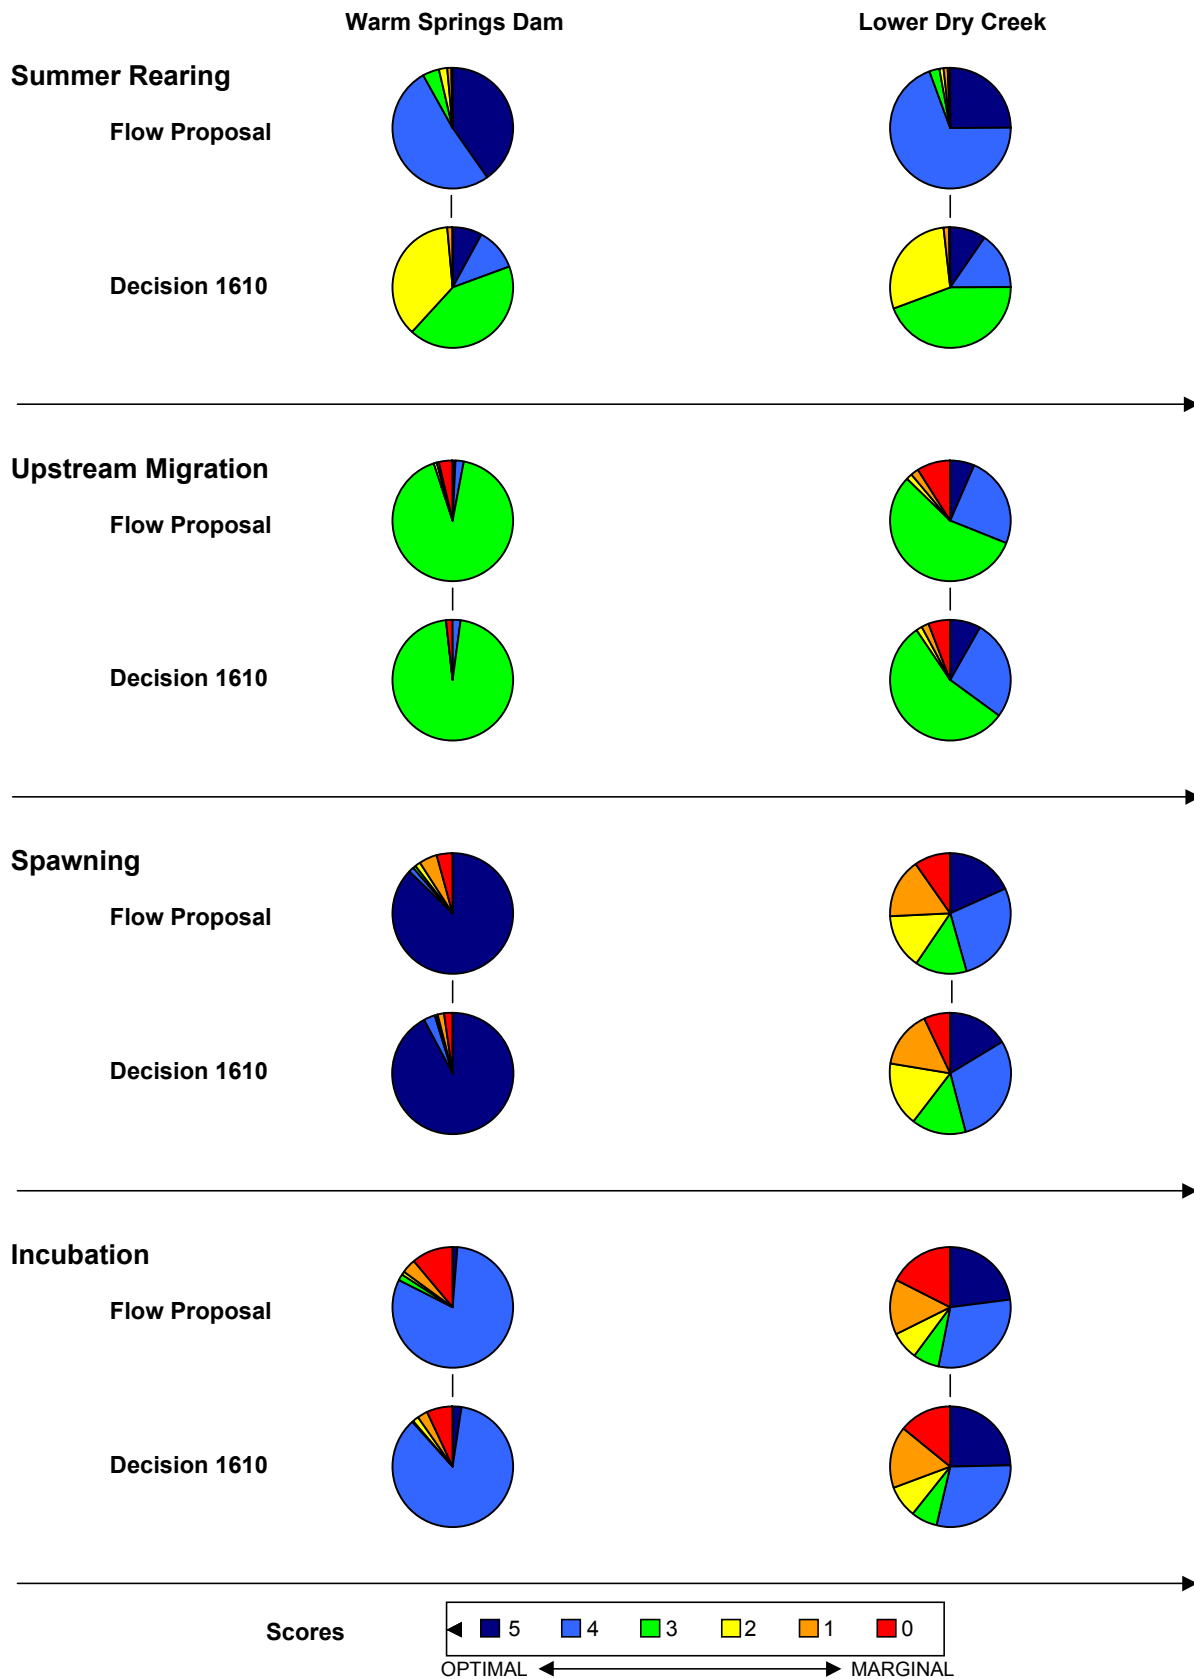 Warm Springs Dam Lower Dry Creek
Summer Rearing
Flow Proposal
Decision 1610
Upstream Migration
Flow Proposal
Decision 1610
Spawning
Flow Proposal
Decision 1610
Incubation
Flow Proposal
Decision 1610
Scores 5 4 3 2 1 0
OPTIMAL MARGINAL